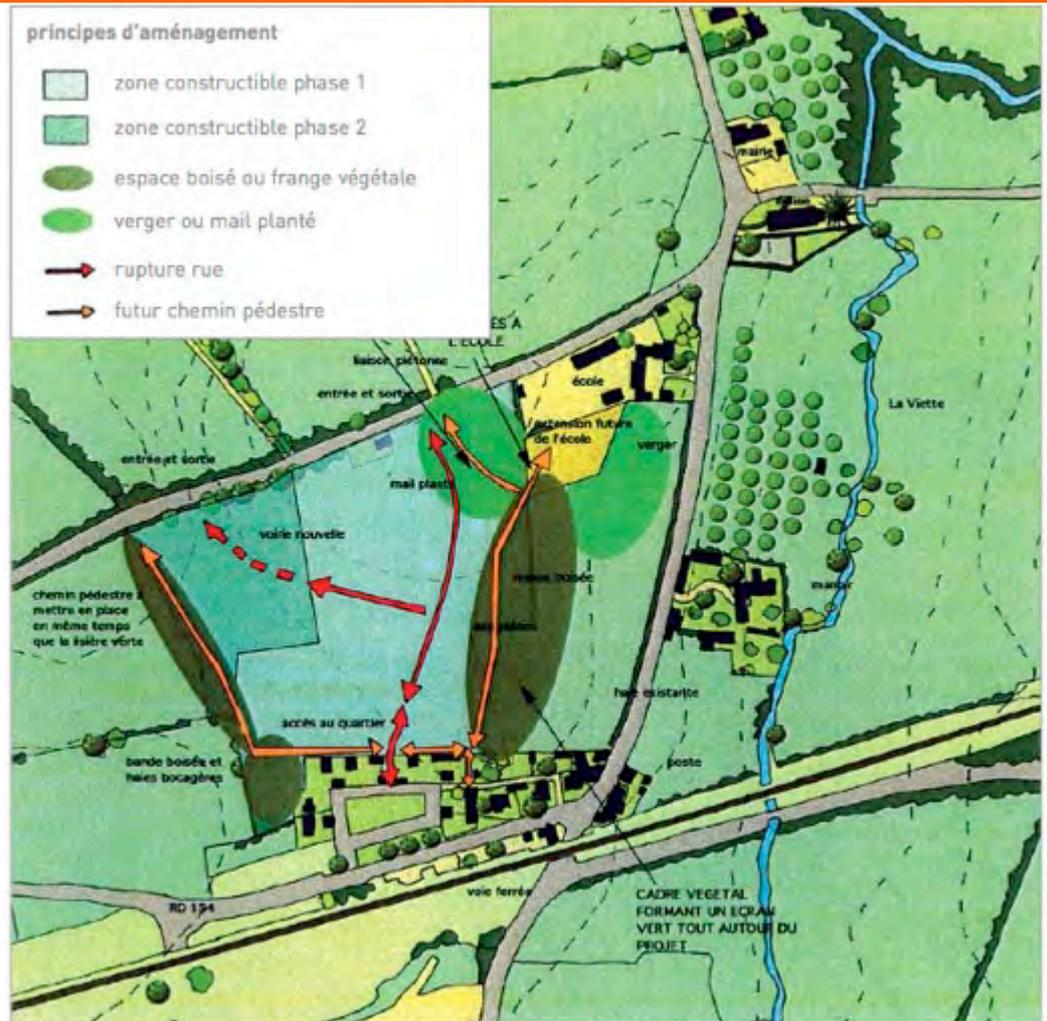 principes d'aménagement
zone constructible phase 1
zone constructible phase 2
espace boisé ou frange végétale
verger ou mail planté
rupture rue
futur chemin pédestre
mairie
ES A
L'ECOLE
liaison piétonne
entrée et sortie
école
La Viette
extension future
de l'école
verger
entrée et sortie
mail planté
voirie nouvelle
boisée
manoir
chemin pédestre à
mettre en place
en même temps
que la lisière verte
haie existante
accès au quartier
bande boisée et
haies bocagères
poste
voie ferrée
RD 154
CADRE VEGETAL
FORMANT UN ECRAN
VERT TOUT AUTOUR DU
PROJET